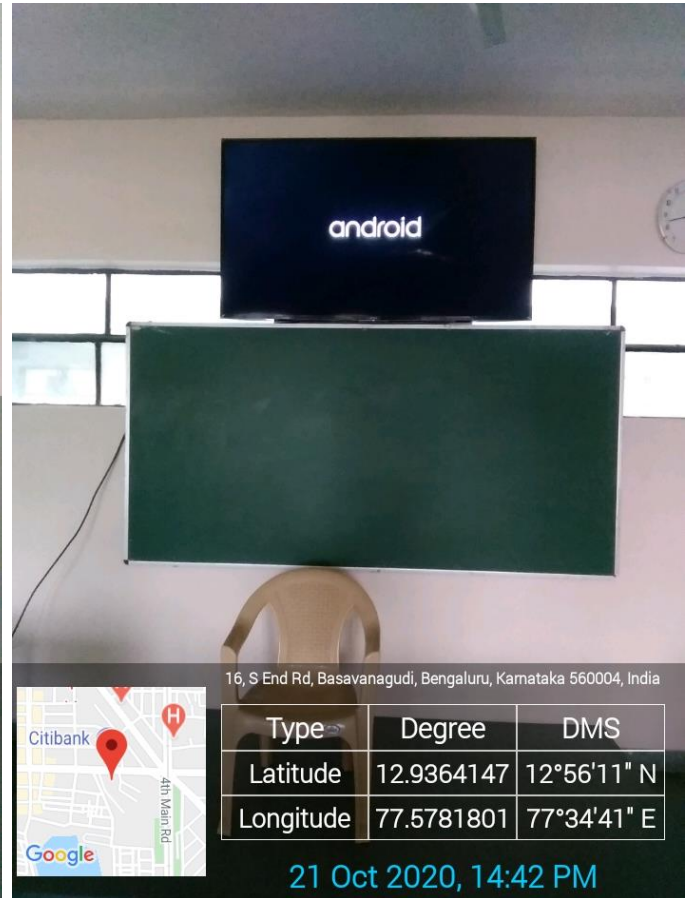 android
16, S End Rd, Basavanagudi, Bengaluru, Karnataka 560004, India
Citibank
H
4th Main Rd
Google
Type Degree DMS
Latitude 12.9364147 12°56'11" N
Longitude 77.5781801 77°34'41" E
21 Oct 2020, 14:42 PM